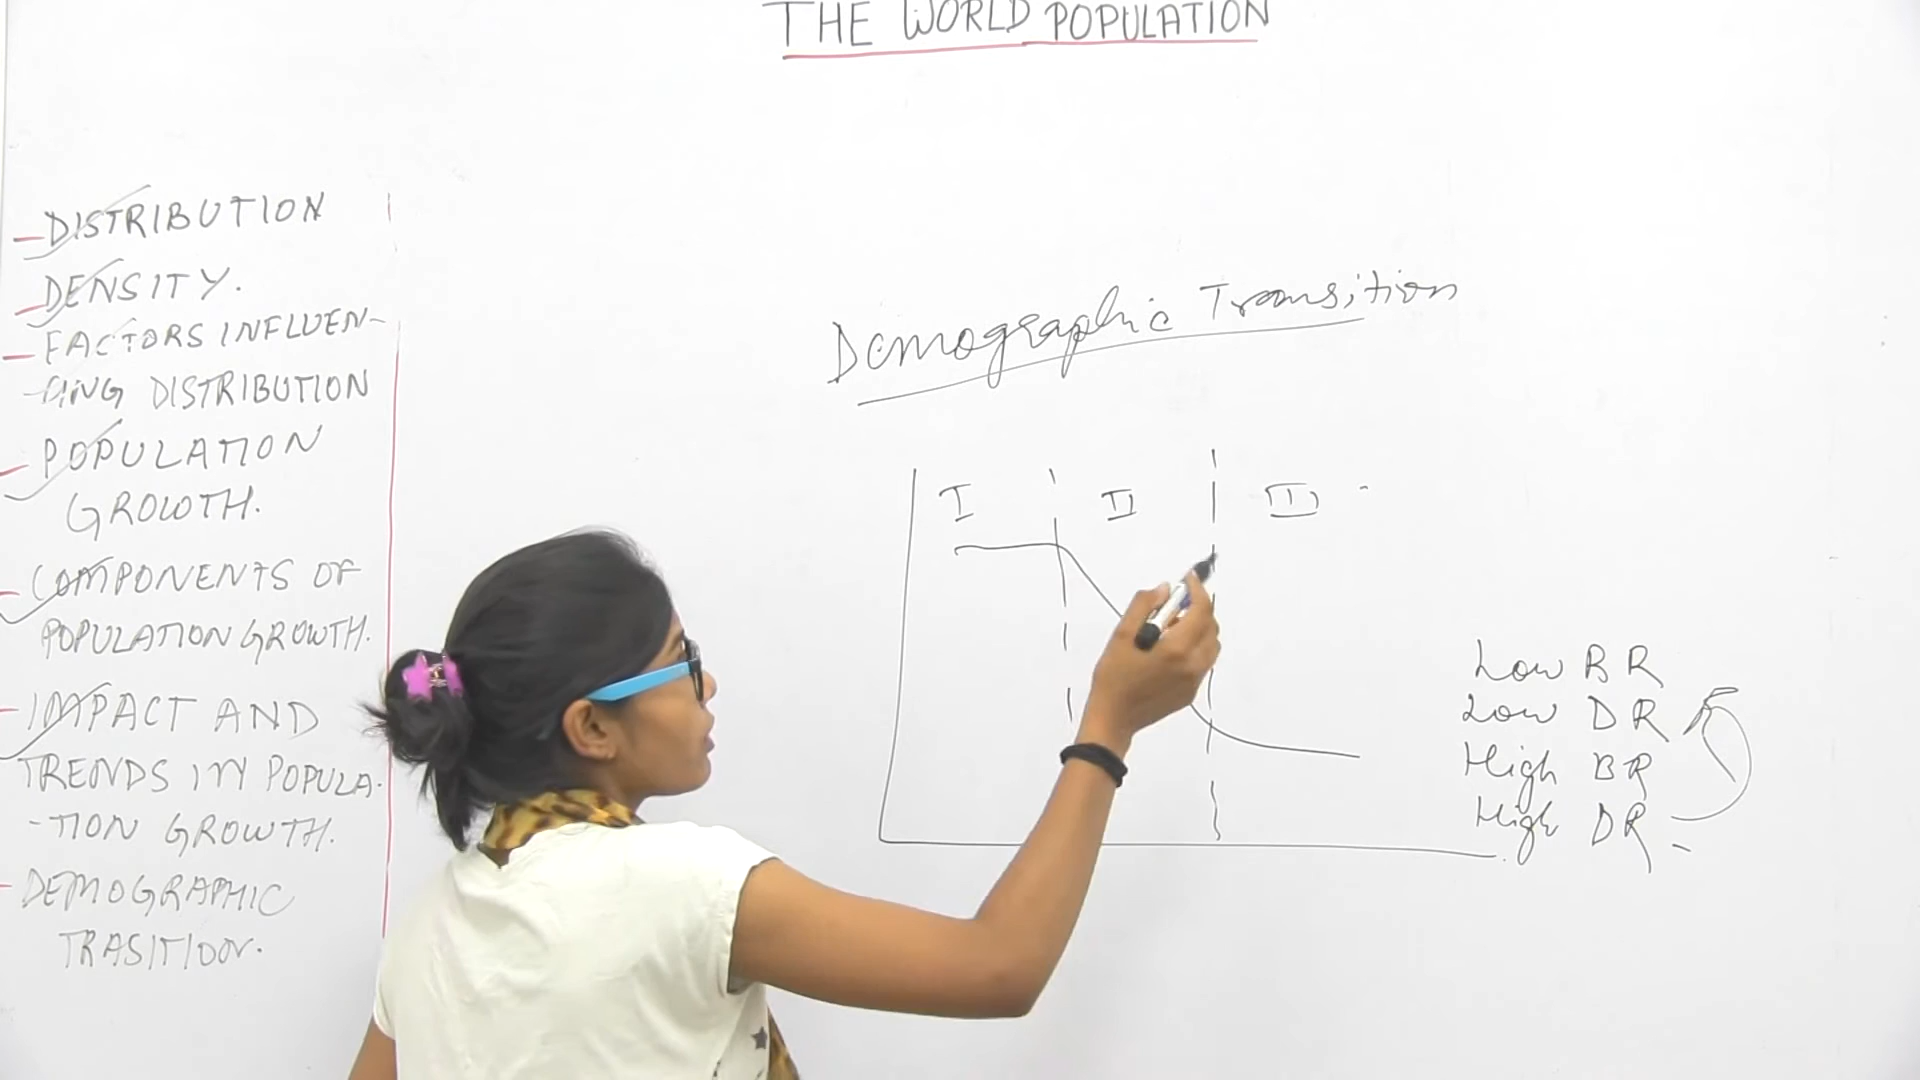 THE WORLD POPULATION
- DISTRIBUTION
- DENSITY.
- FACTORS INFLUEN-
-CING DISTRIBUTION
- POPULATION
GROWTH.
- COMPONENTS OF
POPULATION GROWTH.
- IMPACT AND
TRENDS IN POPULA-
-TION GROWTH.
- DEMOGRAPHIC
TRASITION.
Demographic Transition
I II III
Low BR
Low DR
High BR
High DR